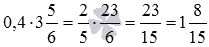 0,4 · 3 5/6 = 2/5 · 23/6 = 23/15 = 1 8/15